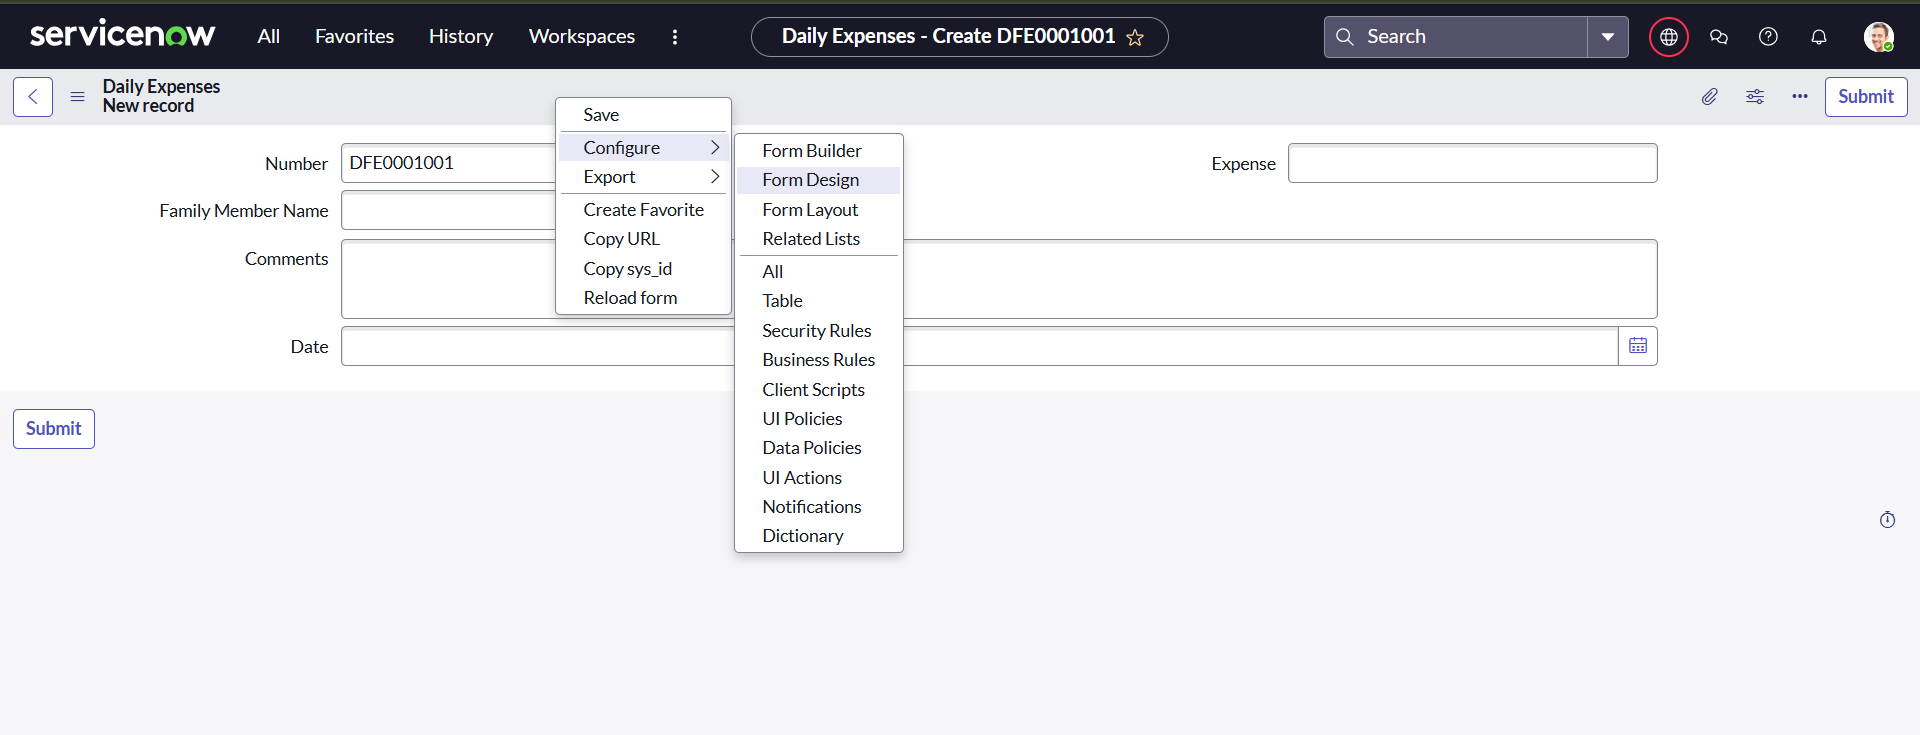 servicenow
All
Favorites
History
Workspaces
Daily Expenses - Create DFE0001001
Search
Daily Expenses
New record
Submit
Save
Configure
Export
Create Favorite
Copy URL
Copy sys_id
Reload form
Form Builder
Form Design
Form Layout
Related Lists
All
Table
Security Rules
Business Rules
Client Scripts
UI Policies
Data Policies
UI Actions
Notifications
Dictionary
Number
DFE0001001
Expense
Family Member Name
Comments
Date
Submit